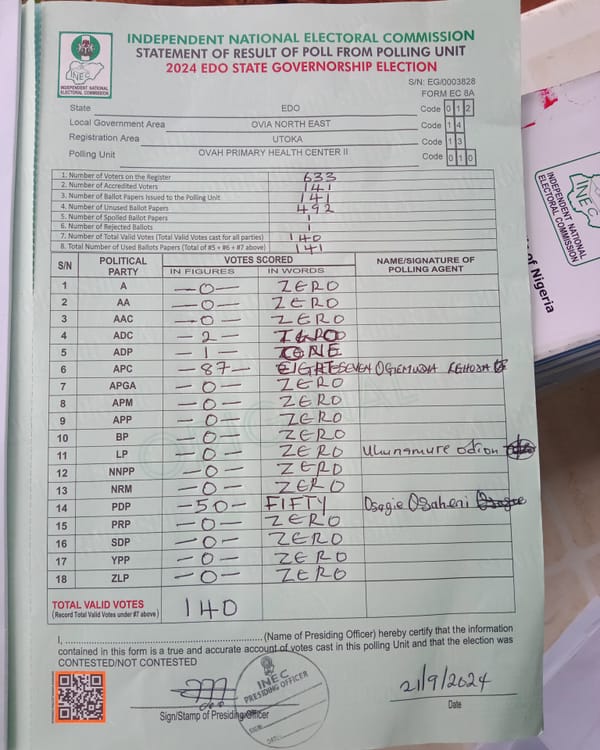 INDEPENDENT NATIONAL ELECTORAL COMMISSION
STATEMENT OF RESULT OF POLL FROM POLLING UNIT
2024 EDO STATE GOVERNORSHIP ELECTION
INEC
INDEPENDENT NATIONAL
ELECTORAL COMMISSION
S/N: EG/0003828
FORM EC 8A
State EDO Code 0 1 2
Local Government Area OVIA NORTH EAST Code 1 4
Registration Area UTOKA Code 1 3
Polling Unit OVAH PRIMARY HEALTH CENTER II Code 0 1 0
1. Number of Voters on the Register 633
2. Number of Accredited Voters 141
3. Number of Ballot Papers Issued to the Polling Unit 141
4. Number of Unused Ballot Papers 492
5. Number of Spoiled Ballot Papers
6. Number of Rejected Ballots 1
7. Number of Total Valid Votes (Total Valid Votes cast for all parties) 140
8. Total Number of Used Ballots Papers (Total of #5 + #6 + #7 above) 141
S/N POLITICAL PARTY VOTES SCORED NAME/SIGNATURE OF POLLING AGENT
IN FIGURES IN WORDS
1 A —0— ZERO
2 AA —0— ZERO
3 AAC —0— ZERO
4 ADC —2—
5 ADP —1— ONE
6 APC —87— EIGHTSEVEN
7 APGA —0— ZERO
8 APM —0— ZERO
9 APP —0— ZERO
10 BP —0— ZERO
11 LP —0— ZERO Uhunamure odion
12 NNPP —0— ZERO
13 NRM —0— ZERO
14 PDP —50— FIFTY Osagie Osaheni
15 PRP —0— ZERO
16 SDP —0— ZERO
17 YPP —0— ZERO
18 ZLP —0— ZERO
TOTAL VALID VOTES 140
(Record Total Valid Votes under #7 above)
I, (Name of Presiding Officer) hereby certify that the information
contained in this form is a true and accurate account of votes cast in this polling Unit and that the election was
CONTESTED/NOT CONTESTED
INEC
PRESIDING OFFICER
SIGN:
DATE:
21/9/2024
Sign/Stamp of Presiding Officer
Date
INEC
INDEPENDENT NATIONAL
ELECTORAL COMMISSION
of Nigeria